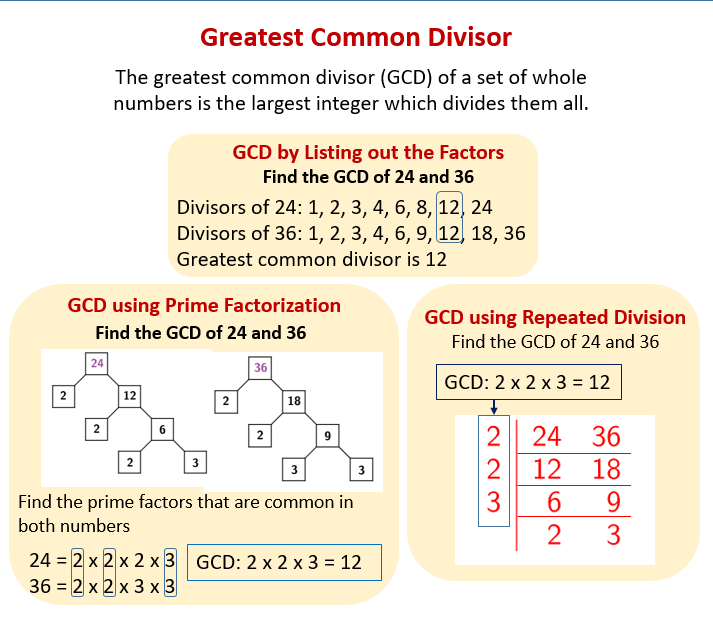 Greatest Common Divisor
The greatest common divisor (GCD) of a set of whole
numbers is the largest integer which divides them all.
GCD by Listing out the Factors
Find the GCD of 24 and 36
Divisors of 24: 1, 2, 3, 4, 6, 8, 12, 24
Divisors of 36: 1, 2, 3, 4, 6, 9, 12, 18, 36
Greatest common divisor is 12
GCD using Prime Factorization
Find the GCD of 24 and 36
24
2 12
2 6
2 3
36
2 18
2 9
3 3
Find the prime factors that are common in
both numbers
24 = 2 x 2 x 2 x 3
36 = 2 x 2 x 3 x 3
GCD: 2 x 2 x 3 = 12
GCD using Repeated Division
Find the GCD of 24 and 36
GCD: 2 x 2 x 3 = 12
2 24 36
2 12 18
3 6 9
2 3